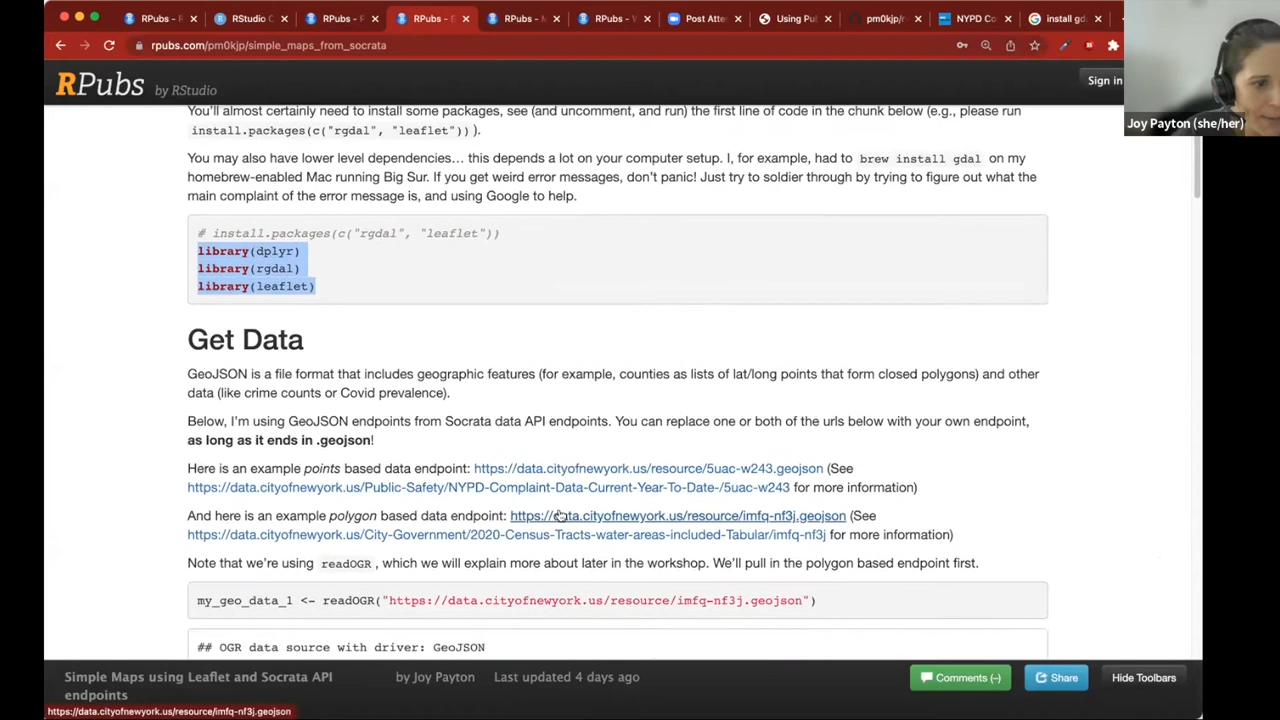 RPubs - R
RStudio C
RPubs - R
RPubs - E
RPubs - M
RPubs - V
Post Atte
Using Pul
pm0kjp/r
NYPD Co
install gd
rpubs.com/pm0kjp/simple_maps_from_socrata
RPubs by RStudio
Sign in
Joy Payton (she/her)
You'll almost certainly need to install some packages, see (and uncomment, and run) the first line of code in the chunk below (e.g., please run
install.packages(c("rgdal", "leaflet")) ).
You may also have lower level dependencies… this depends a lot on your computer setup. I, for example, had to brew install gdal on my
homebrew-enabled Mac running Big Sur. If you get weird error messages, don't panic! Just try to soldier through by trying to figure out what the
main complaint of the error message is, and using Google to help.
# install.packages(c("rgdal", "leaflet"))
library(dplyr)
library(rgdal)
library(leaflet)
Get Data
GeoJSON is a file format that includes geographic features (for example, counties as lists of lat/long points that form closed polygons) and other
data (like crime counts or Covid prevalence).
Below, I'm using GeoJSON endpoints from Socrata data API endpoints. You can replace one or both of the urls below with your own endpoint,
as long as it ends in .geojson!
Here is an example points based data endpoint: https://data.cityofnewyork.us/resource/5uac-w243.geojson (See
https://data.cityofnewyork.us/Public-Safety/NYPD-Complaint-Data-Current-Year-To-Date-/5uac-w243 for more information)
And here is an example polygon based data endpoint: https://data.cityofnewyork.us/resource/imfq-nf3j.geojson (See
https://data.cityofnewyork.us/City-Government/2020-Census-Tracts-water-areas-included-Tabular/imfq-nf3j for more information)
Note that we're using readOGR, which we will explain more about later in the workshop. We'll pull in the polygon based endpoint first.
my_geo_data_1 <- readOGR("https://data.cityofnewyork.us/resource/imfq-nf3j.geojson")
## OGR data source with driver: GeoJSON
Simple Maps using Leaflet and Socrata API
endpoints
by Joy Payton
Last updated 4 days ago
Comments (–)
Share
Hide Toolbars
https://data.cityofnewyork.us/resource/imfq-nf3j.geojson